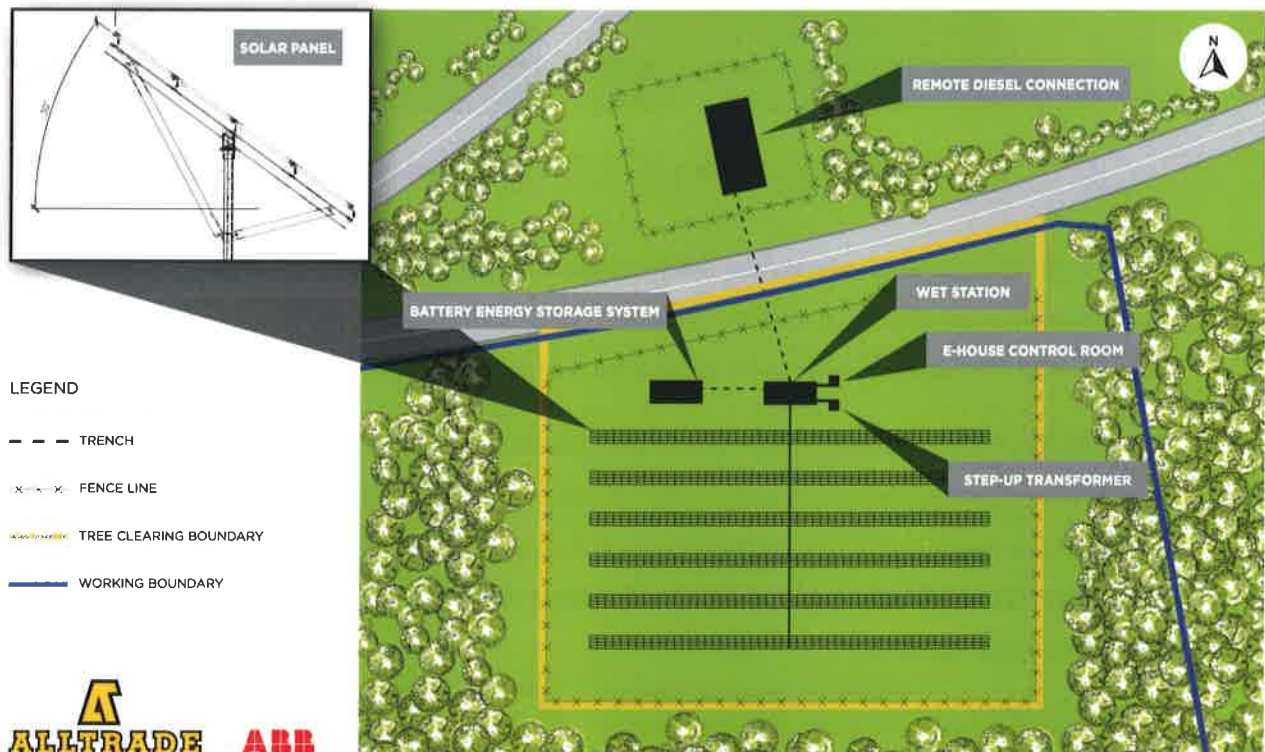 SOLAR PANEL
N
REMOTE DIESEL CONNECTION
BATTERY ENERGY STORAGE SYSTEM
WET STATION
E-HOUSE CONTROL ROOM
STEP-UP TRANSFORMER
LEGEND
TRENCH
FENCE LINE
TREE CLEARING BOUNDARY
WORKING BOUNDARY
ALLTRADE
ABB